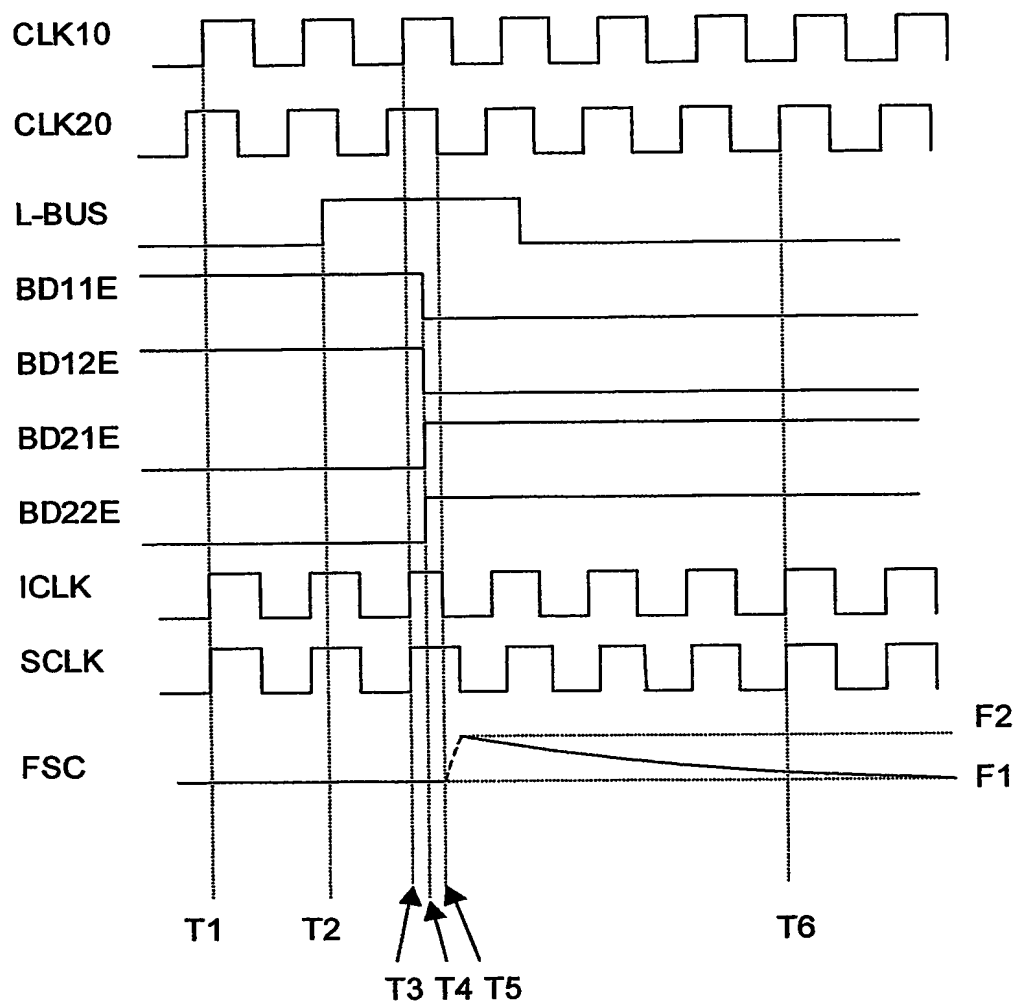 CLK10
CLK20
L-BUS
BD11E
BD12E
BD21E
BD22E
ICLK
SCLK
FSC
F2
F1
T1
T2
T6
T3 T4 T5